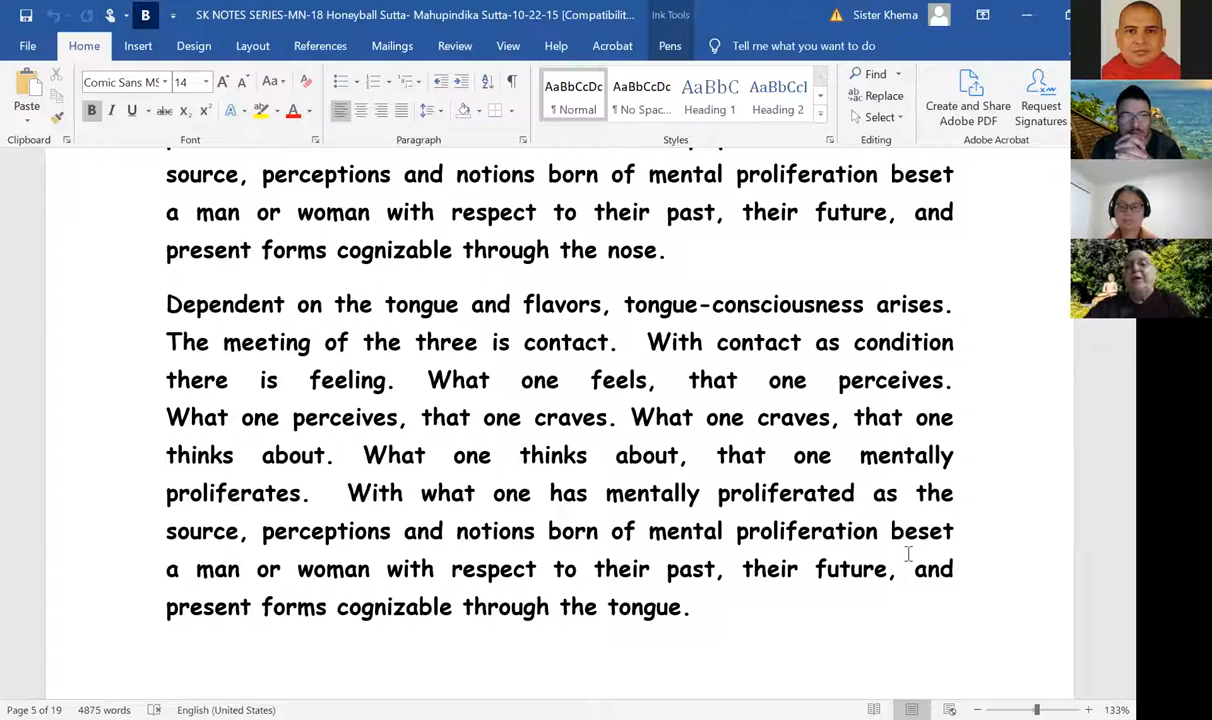 SK NOTES SERIES-MN-18 Honeyball Sutta- Mahupindika Sutta-10-22-15 [Compatibilit...
Ink Tools
Sister Khema
File Home Insert Design Layout References Mailings Review View Help Acrobat Pens Tell me what you want to do
Comic Sans MS 14
Paste
AaBbCcDc AaBbCcDc AaBbC AaBbCcI
¶ Normal ¶ No Spac... Heading 1 Heading 2
Find
Replace
Select
Create and Share Adobe PDF
Request Signatures
Clipboard Font Paragraph Styles Editing Adobe Acrobat
source, perceptions and notions born of mental proliferation beset
a man or woman with respect to their past, their future, and
present forms cognizable through the nose.
Dependent on the tongue and flavors, tongue-consciousness arises.
The meeting of the three is contact. With contact as condition
there is feeling. What one feels, that one perceives.
What one perceives, that one craves. What one craves, that one
thinks about. What one thinks about, that one mentally
proliferates. With what one has mentally proliferated as the
source, perceptions and notions born of mental proliferation beset
a man or woman with respect to their past, their future, and
present forms cognizable through the tongue.
Page 5 of 19 4875 words English (United States) 133%